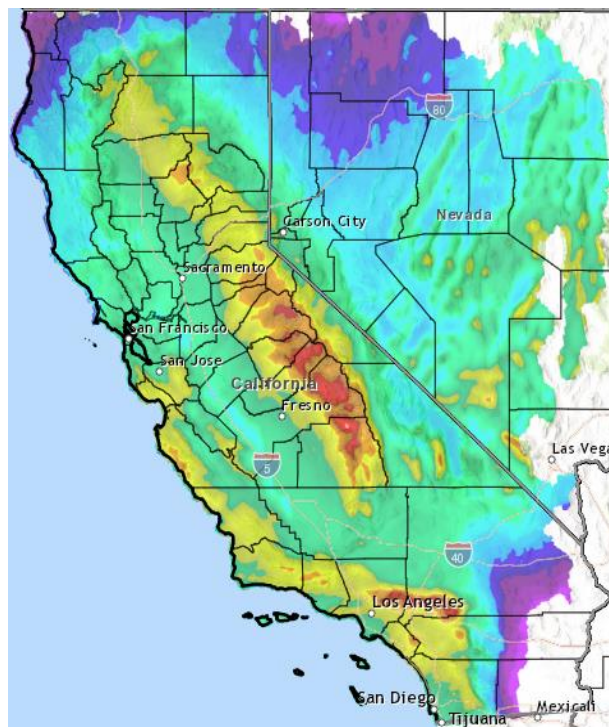 80
Carson City
Nevada
Sacramento
San Francisco
San Jose
California
Fresno
5
Las Vega
40
Los Angeles
San Diego
Tijuana
Mexicali